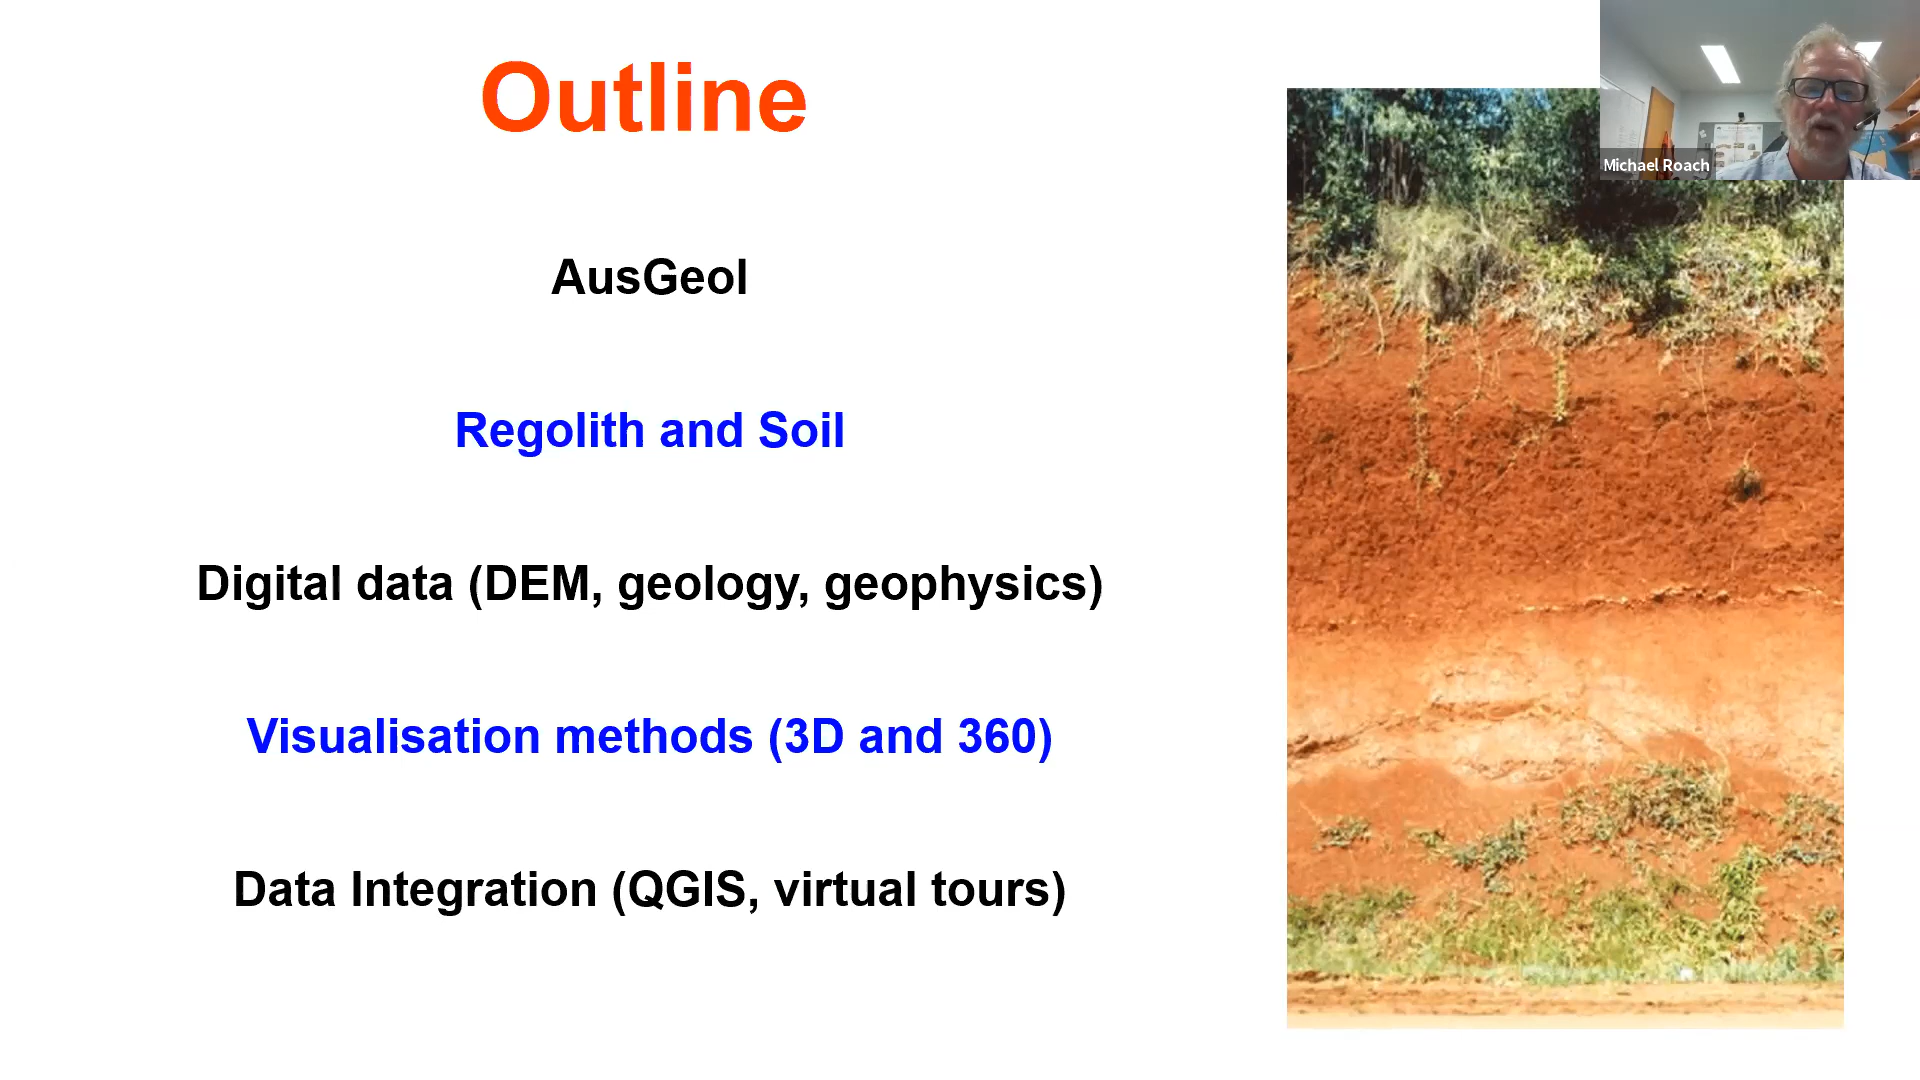 Outline
AusGeol
Regolith and Soil
Digital data (DEM, geology, geophysics)
Visualisation methods (3D and 360)
Data Integration (QGIS, virtual tours)
Michael Roach